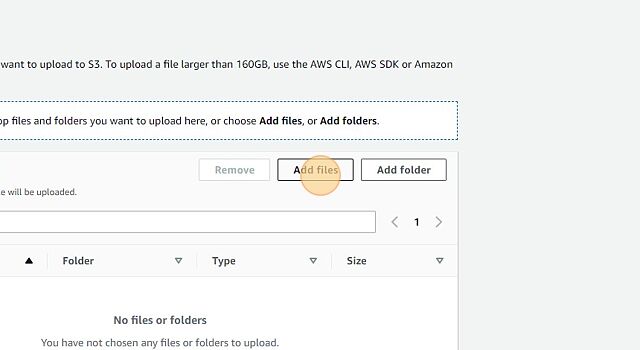 want to upload to S3. To upload a file larger than 160GB, use the AWS CLI, AWS SDK or Amazon
op files and folders you want to upload here, or choose Add files, or Add folders.
Remove Add files Add folder
e will be uploaded.
1
Folder Type Size
No files or folders
You have not chosen any files or folders to upload.